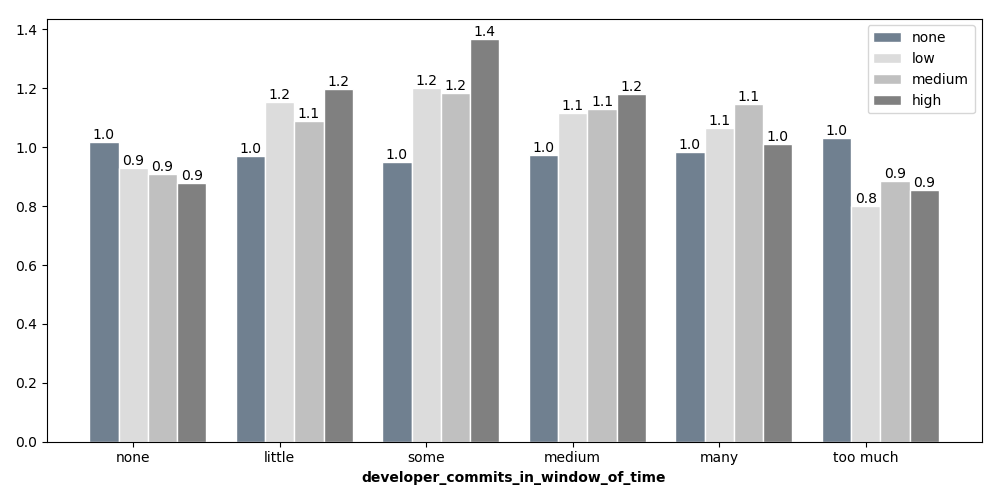 1.4
1.2
1.0
0.8
0.6
0.4
0.2
0.0
1.0 0.9 0.9 0.9
1.0 1.2 1.1 1.2
1.0 1.2 1.2 1.4
1.0 1.1 1.1 1.2
1.0 1.1 1.1 1.0
1.0 0.8 0.9 0.9
none
low
medium
high
none little some medium many too much
developer_commits_in_window_of_time